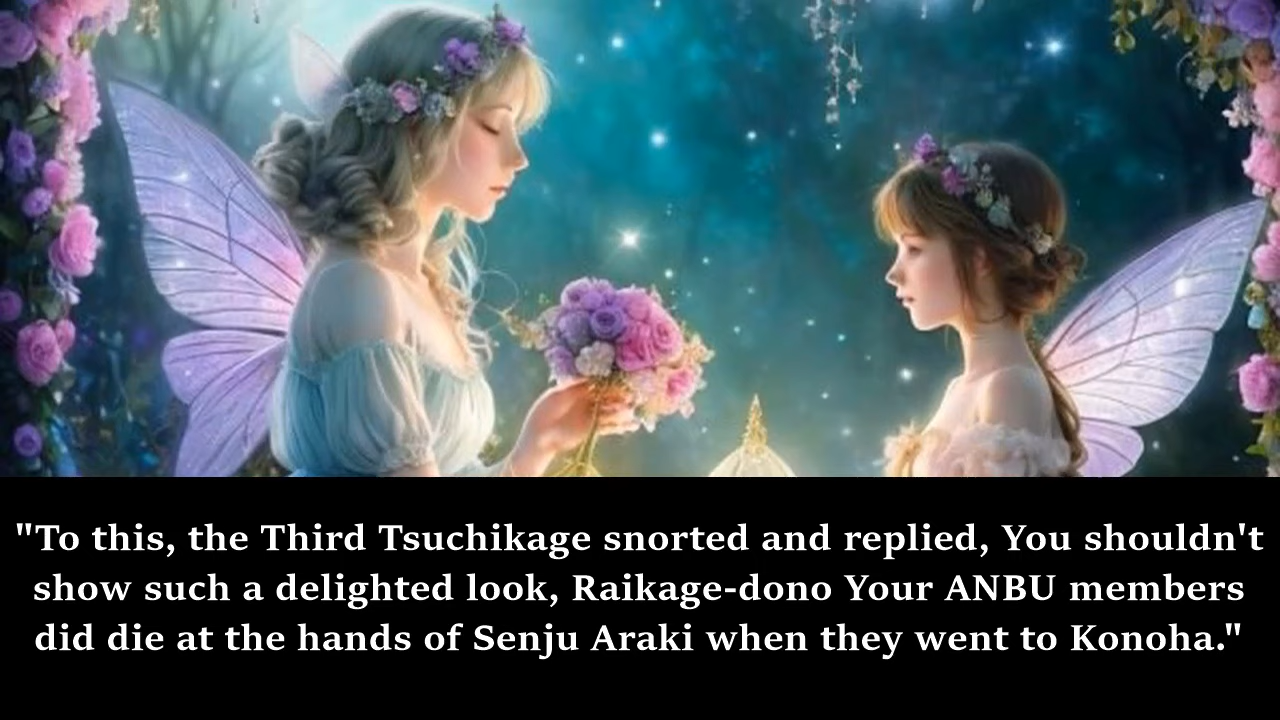 "To this, the Third Tsuchikage snorted and replied, You shouldn't
show such a delighted look, Raikage-dono Your ANBU members
did die at the hands of Senju Araki when they went to Konoha."